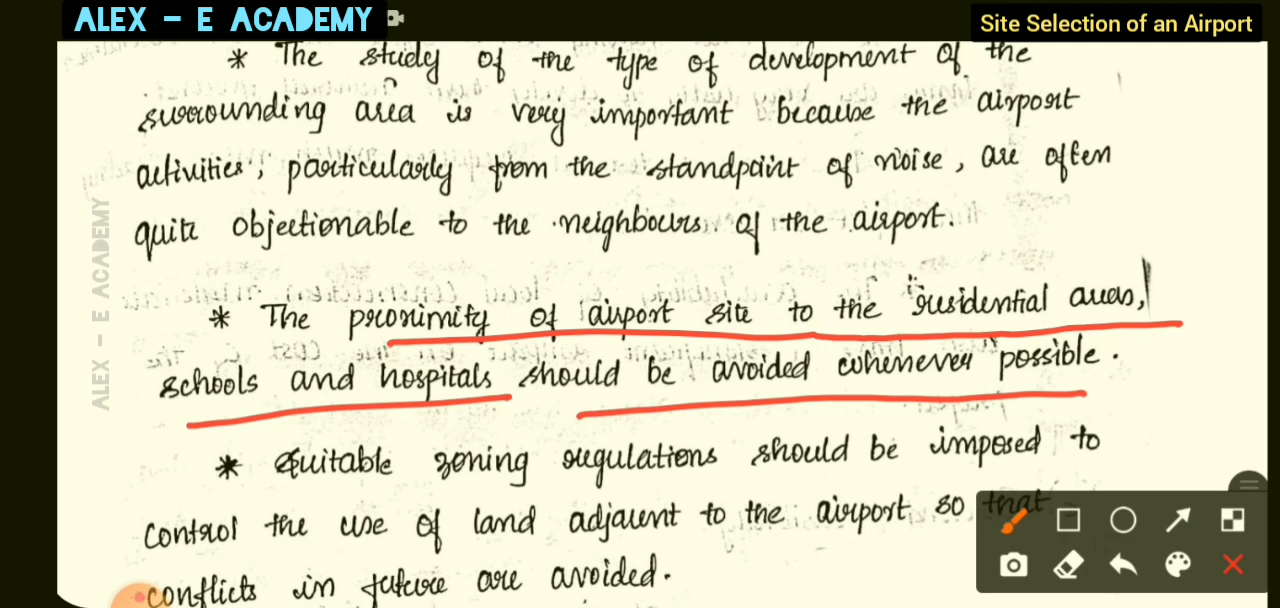 ALEX - E ACADEMY
Site Selection of an Airport
* The study of the type of development of the
surrounding area is very important because the airport
activities, particularly from the standpoint of noise, are often
quite objectionable to the neighbours of the airport.
* The proximity of airport site to the residential areas,
schools and hospitals should be avoided whenever possible.
* Suitable zoning regulations should be imposed to
control the use of land adjacent to the airport so that
conflicts in future are avoided.
ALEX - E ACADEMY